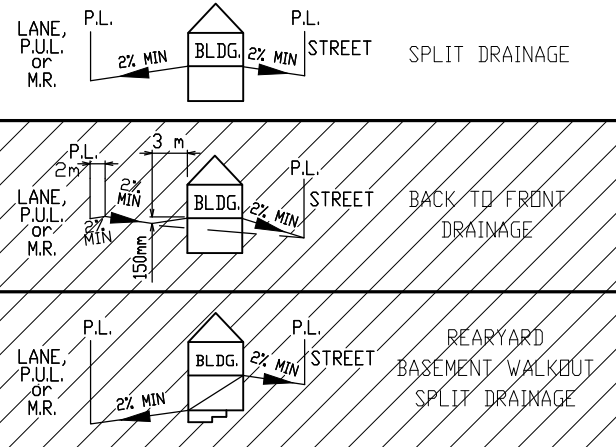 LANE,
P.U.L.
or
M.R.
P.L.
2% MIN
BLDG.
2% MIN
P.L.
STREET
SPLIT DRAINAGE
LANE,
P.U.L.
or
M.R.
P.L.
2m
3 m
2%
MIN
2%
MIN
150mm
BLDG.
2% MIN
P.L.
STREET
BACK TO FRONT
DRAINAGE
LANE,
P.U.L.
or
M.R.
P.L.
2% MIN
BLDG.
2% MIN
P.L.
STREET
REARYARD
BASEMENT WALKOUT
SPLIT DRAINAGE